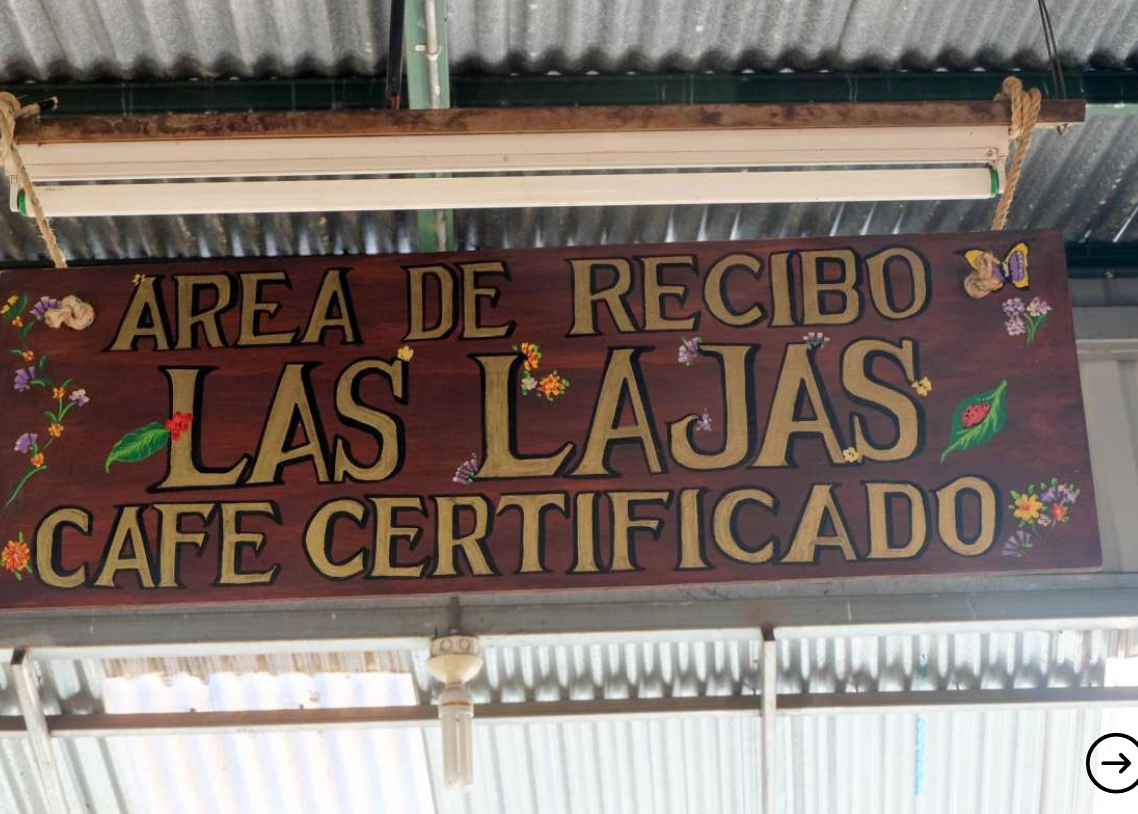 AREA DE RECIBO
LAS LAJAS
CAFE CERTIFICADO